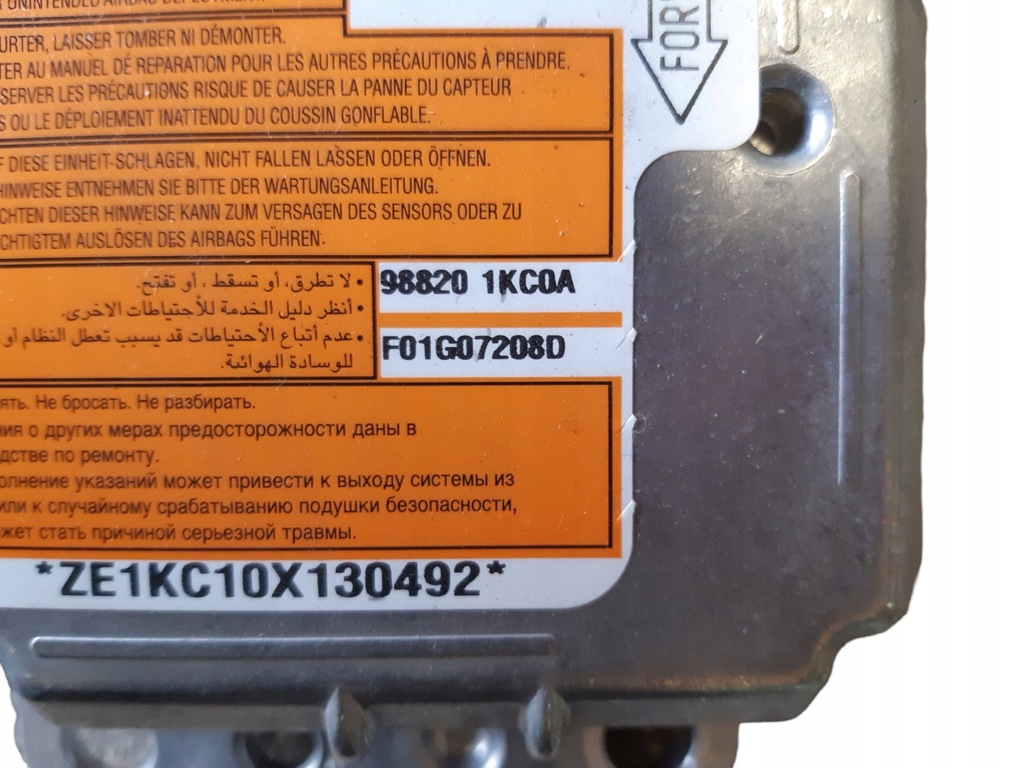 UNINTENDED AIRBAG DEPLOYMENT.
URTER, LAISSER TOMBER NI DÉMONTER.
TER AU MANUEL DE REPARATION POUR LES AUTRES PRÉCAUTIONS À PRENDRE.
SERVER LES PRÉCAUTIONS RISQUE DE CAUSER LA PANNE DU CAPTEUR
S OU LE DÉPLOIEMENT INATTENDU DU COUSSIN GONFLABLE.
FOR
F DIESE EINHEIT-SCHLAGEN, NICHT FALLEN LASSEN ODER ÖFFNEN.
HINWEISE ENTNEHMEN SIE BITTE DER WARTUNGSANLEITUNG.
CHTEN DIESER HINWEISE KANN ZUM VERSAGEN DES SENSORS ODER ZU
CHTIGTEM AUSLÖSEN DES AIRBAGS FÜHREN.
• لا تطرق، أو تسقط ، أو تفتح.
• أنظر دليل الخدمة للأحتياطات الاخرى.
• عدم أتباع الأحتياطات قد يسبب تعطل النظام أو
للوسادة الهوائية.
98820 1KC0A
F01G07208D
ять. Не бросать. Не разбирать.
ния о других мерах предосторожности даны в
дстве по ремонту.
олнение указаний может привести к выходу системы из
или к случайному срабатыванию подушки безопасности,
жет стать причиной серьезной травмы.
*ZE1KC10X130492*